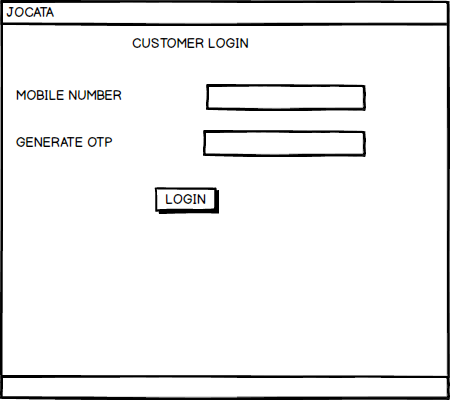 JOCATA
CUSTOMER LOGIN
MOBILE NUMBER
GENERATE OTP
LOGIN